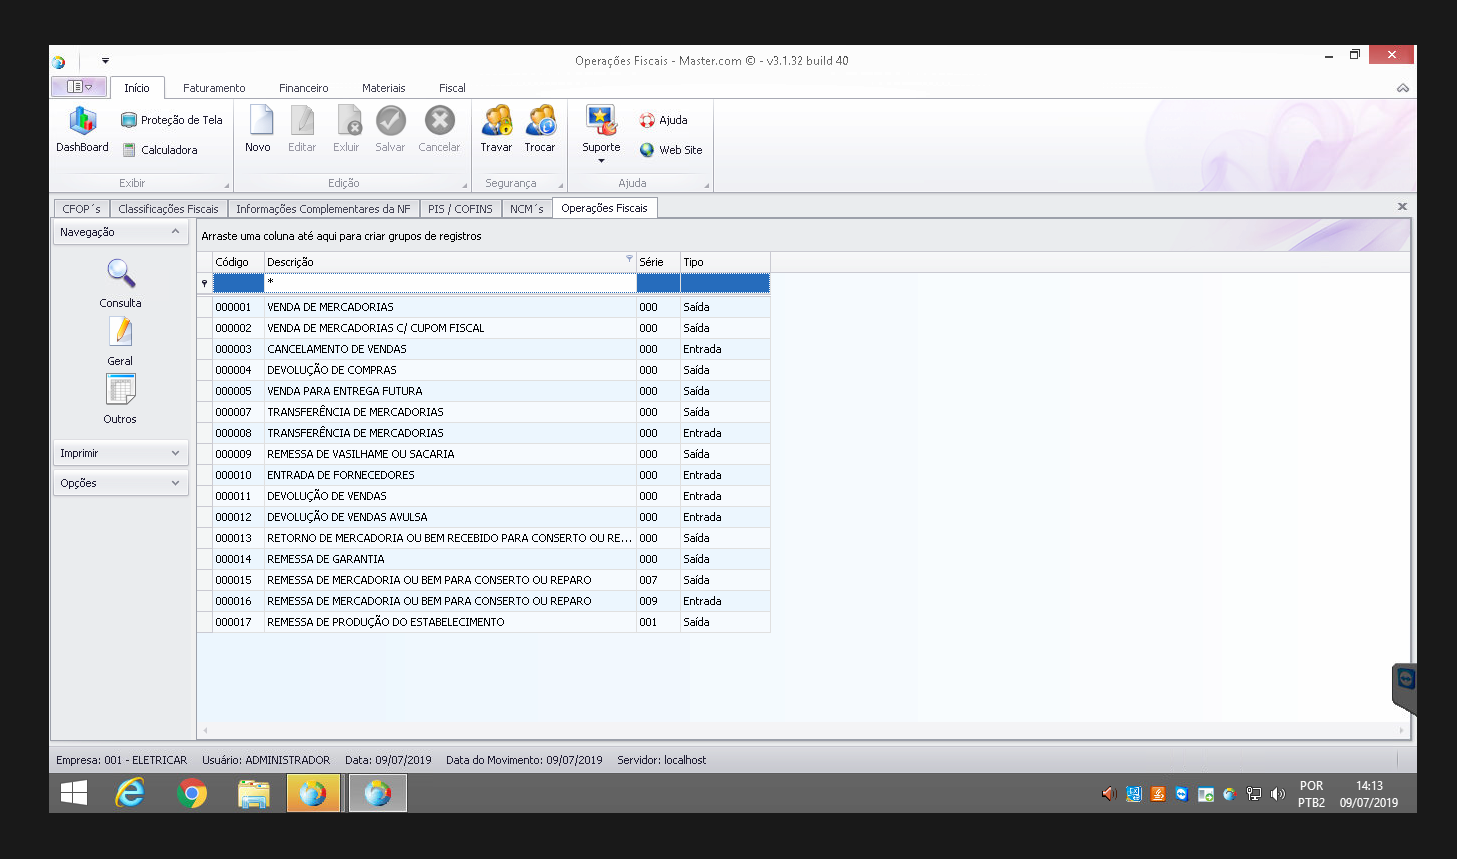 Operações Fiscais - Master.com © - v3.1.32 build 40
Início Faturamento Financeiro Materiais Fiscal
DashBoard Proteção de Tela Calculadora Novo Editar Exluir Salvar Cancelar Travar Trocar Suporte Ajuda Web Site
Exibir Edição Segurança Ajuda
CFOP´s Classificações Fiscais Informações Complementares da NF PIS / COFINS NCM´s Operações Fiscais
Navegação
Consulta
Geral
Outros
Imprimir
Opções
Arraste uma coluna até aqui para criar grupos de registros
Código Descrição Série Tipo
*
000001 VENDA DE MERCADORIAS 000 Saída
000002 VENDA DE MERCADORIAS C/ CUPOM FISCAL 000 Saída
000003 CANCELAMENTO DE VENDAS 000 Entrada
000004 DEVOLUÇÃO DE COMPRAS 000 Saída
000005 VENDA PARA ENTREGA FUTURA 000 Saída
000007 TRANSFERÊNCIA DE MERCADORIAS 000 Saída
000008 TRANSFERÊNCIA DE MERCADORIAS 000 Entrada
000009 REMESSA DE VASILHAME OU SACARIA 000 Saída
000010 ENTRADA DE FORNECEDORES 000 Entrada
000011 DEVOLUÇÃO DE VENDAS 000 Entrada
000012 DEVOLUÇÃO DE VENDAS AVULSA 000 Entrada
000013 RETORNO DE MERCADORIA OU BEM RECEBIDO PARA CONSERTO OU RE... 000 Saída
000014 REMESSA DE GARANTIA 000 Saída
000015 REMESSA DE MERCADORIA OU BEM PARA CONSERTO OU REPARO 007 Saída
000016 REMESSA DE MERCADORIA OU BEM PARA CONSERTO OU REPARO 009 Entrada
000017 REMESSA DE PRODUÇÃO DO ESTABELECIMENTO 001 Saída
Empresa: 001 - ELETRICAR Usuário: ADMINISTRADOR Data: 09/07/2019 Data do Movimento: 09/07/2019 Servidor: localhost
POR 14:13
PTB2 09/07/2019